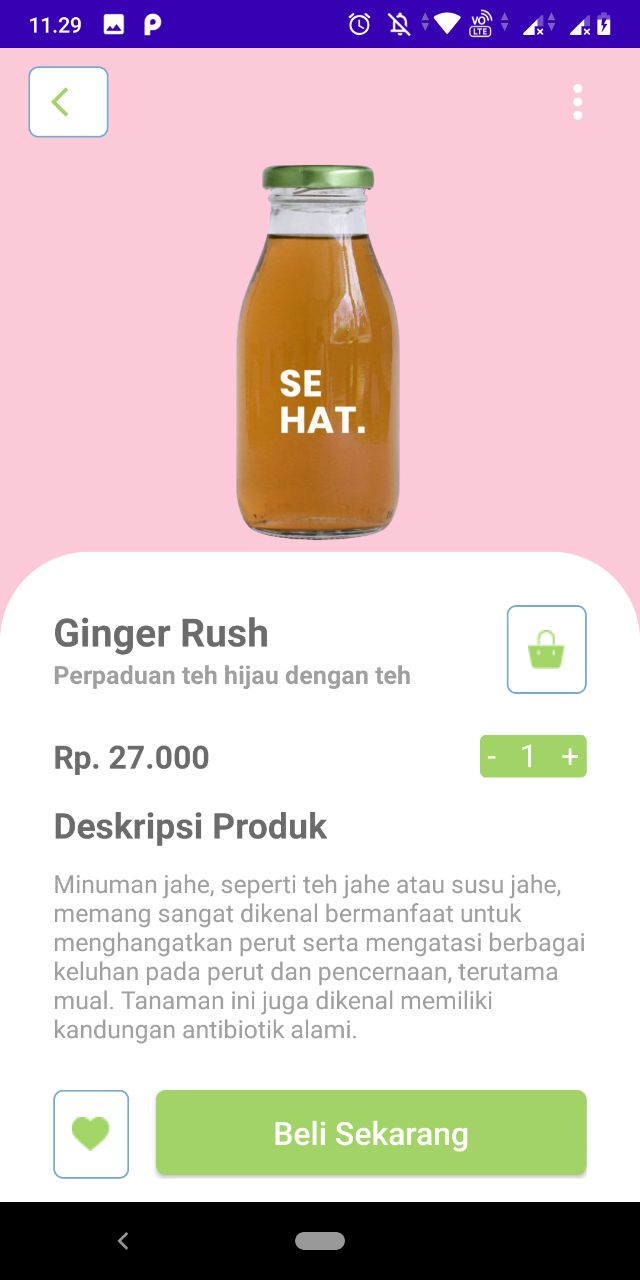 11.29
VO
LTE
SE
HAT.
Ginger Rush
Perpaduan teh hijau dengan teh
Rp. 27.000
- 1 +
Deskripsi Produk
Minuman jahe, seperti teh jahe atau susu jahe,
memang sangat dikenal bermanfaat untuk
menghangatkan perut serta mengatasi berbagai
keluhan pada perut dan pencernaan, terutama
mual. Tanaman ini juga dikenal memiliki
kandungan antibiotik alami.
Beli Sekarang